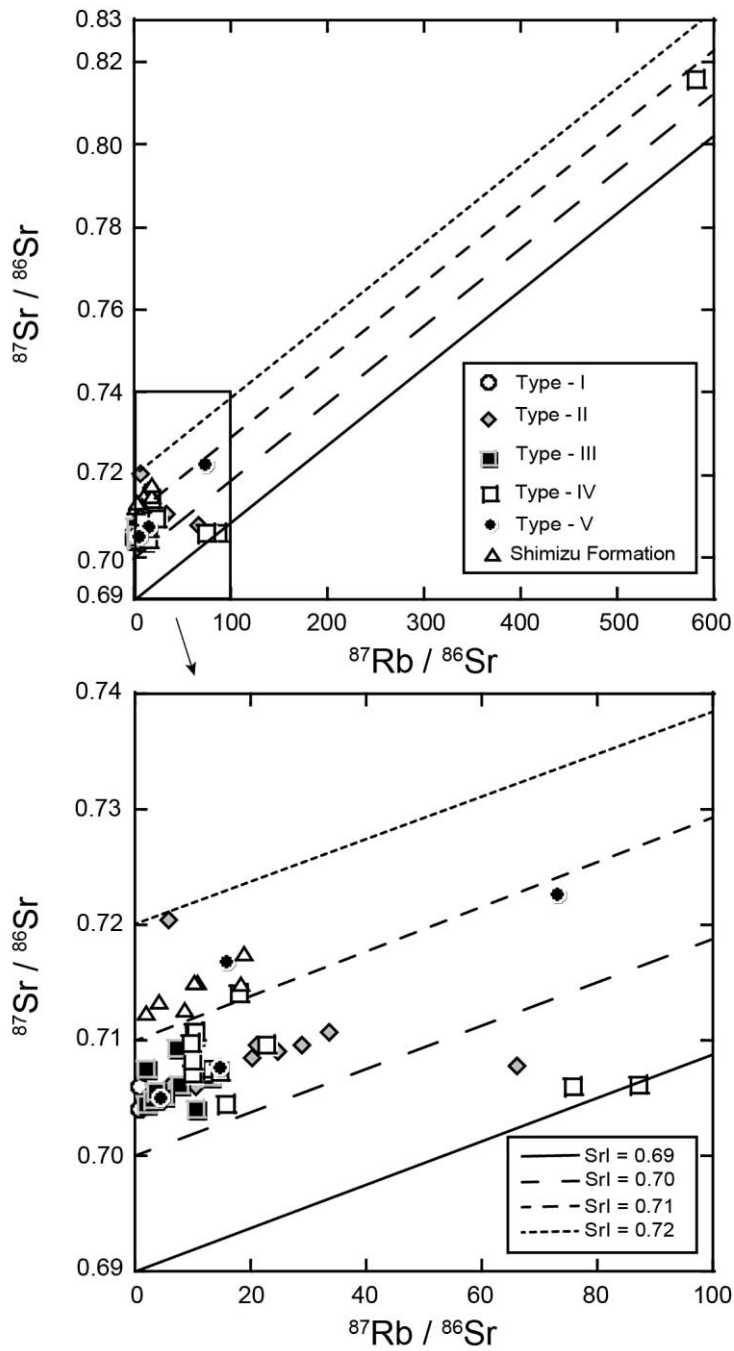 0.83
0.82
0.80
0.78
0.76
0.74
0.72
0.70
0.69
⁸⁷Sr / ⁸⁶Sr
Type - I
Type - II
Type - III
Type - IV
Type - V
Shimizu Formation
0 100 200 300 400 500 600
⁸⁷Rb / ⁸⁶Sr
0.74
0.73
0.72
0.71
0.70
0.69
⁸⁷Sr / ⁸⁶Sr
SrI = 0.69
SrI = 0.70
SrI = 0.71
SrI = 0.72
0 20 40 60 80 100
⁸⁷Rb / ⁸⁶Sr